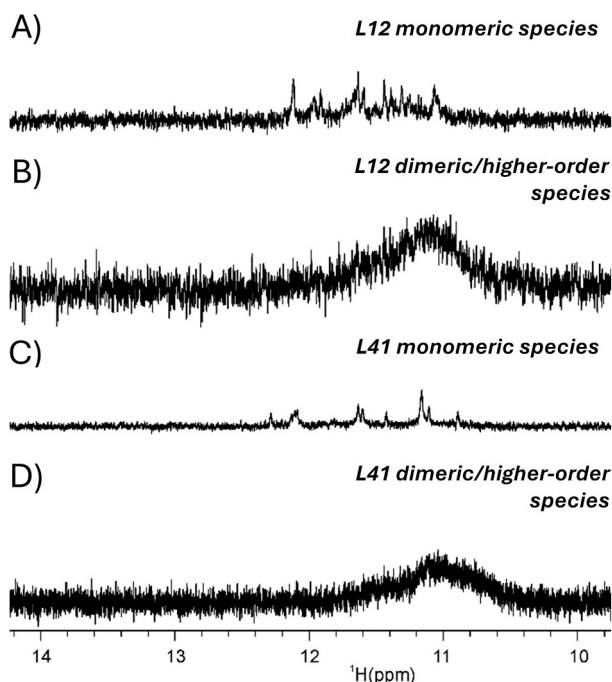 A)
L12 monomeric species
B)
L12 dimeric/higher-order
species
C)
L41 monomeric species
D)
L41 dimeric/higher-order
species
14 13 12 11 10
¹H(ppm)